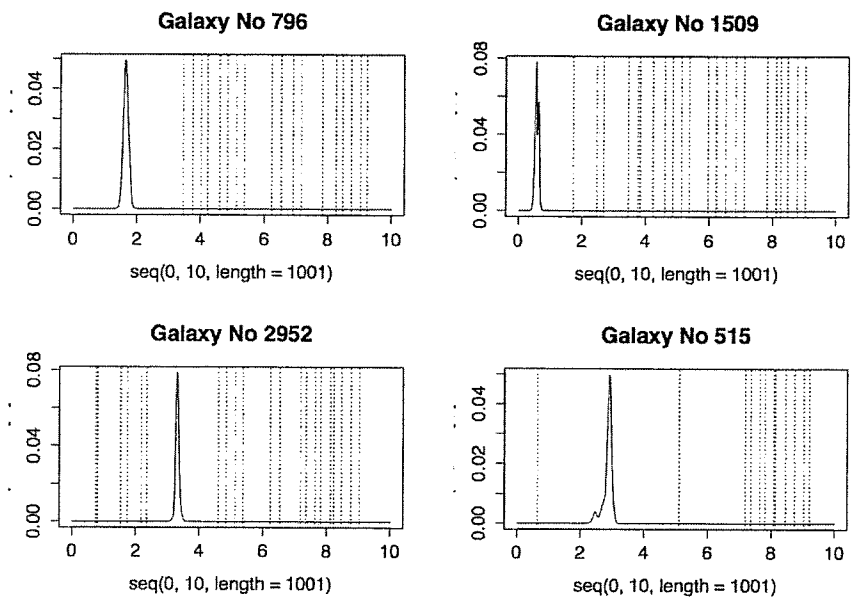 Galaxy No 796
0.04
0.02
0.00
0 2 4 6 8 10
seq(0, 10, length = 1001)
Galaxy No 1509
0.08
0.04
0.00
0 2 4 6 8 10
seq(0, 10, length = 1001)
Galaxy No 2952
0.08
0.04
0.00
0 2 4 6 8 10
seq(0, 10, length = 1001)
Galaxy No 515
0.04
0.02
0.00
0 2 4 6 8 10
seq(0, 10, length = 1001)